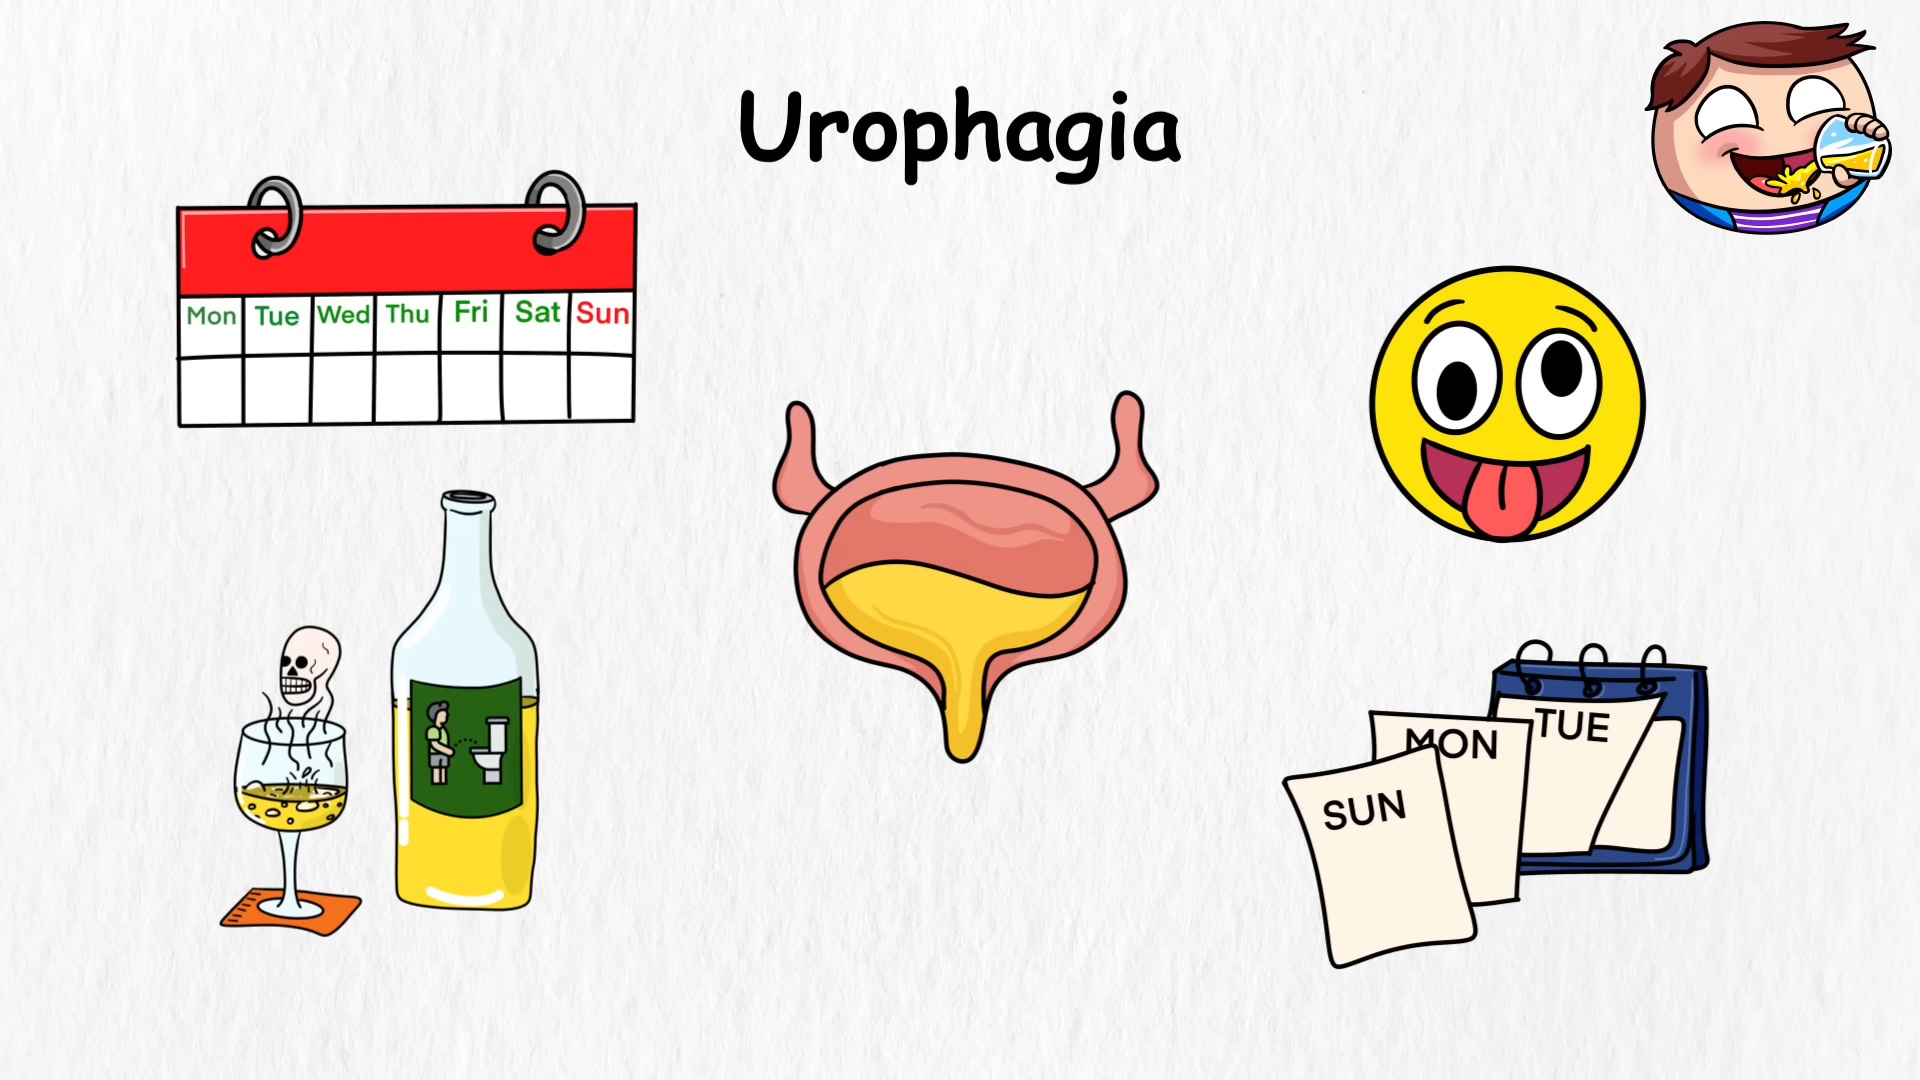 Urophagia
Mon Tue Wed Thu Fri Sat Sun
TUE
MON
SUN